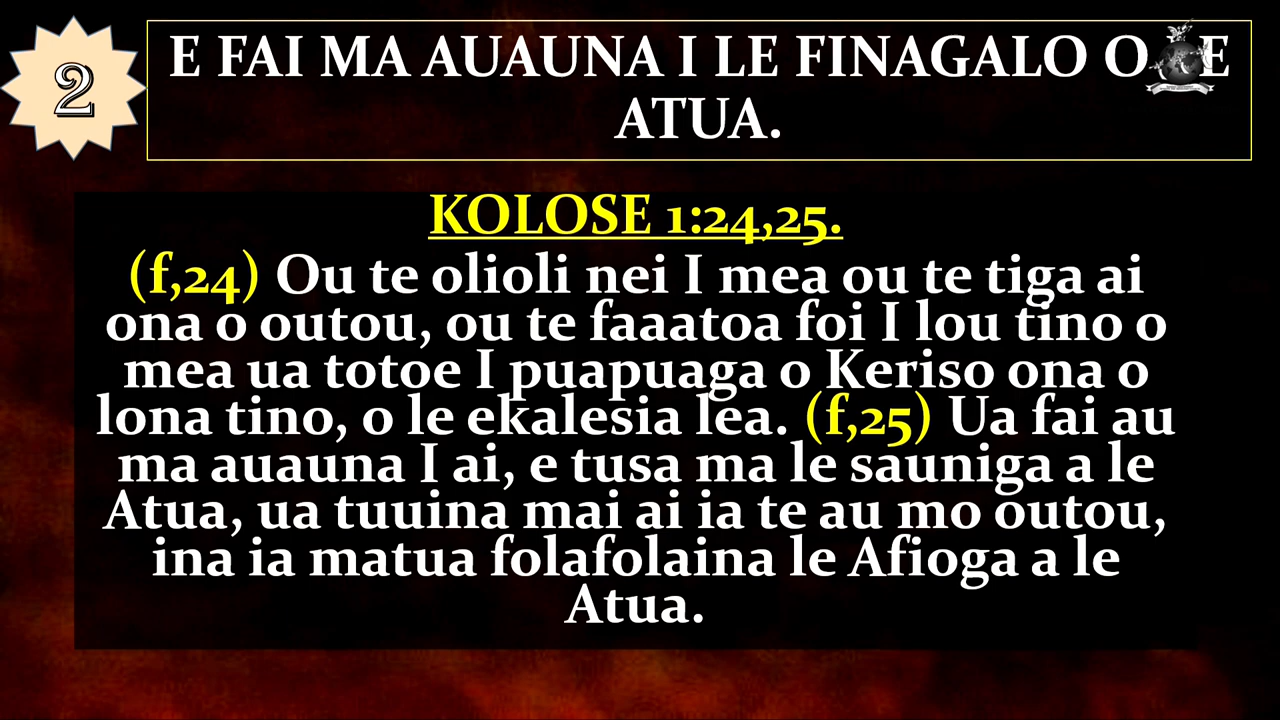 2
E FAI MA AUAUNA I LE FINAGALO O E
ATUA.
KOLOSE 1:24,25.
(f,24) Ou te olioli nei I mea ou te tiga ai
ona o outou, ou te faaatoa foi I lou tino o
mea ua totoe I puapuaga o Keriso ona o
lona tino, o le ekalesia lea. (f,25) Ua fai au
ma auauna I ai, e tusa ma le sauniga a le
Atua, ua tuuina mai ai ia te au mo outou,
ina ia matua folafolaina le Afioga a le
Atua.